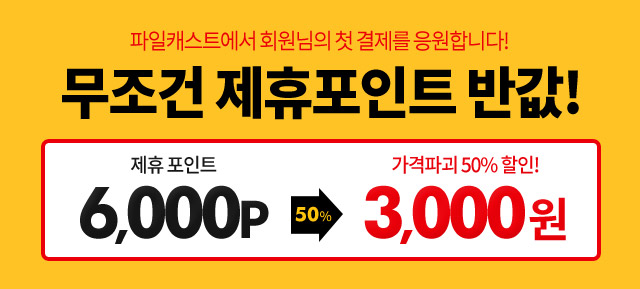 파일캐스트에서 회원님의 첫 결제를 응원합니다!
무조건 제휴포인트 반값!
제휴 포인트
6,000P
50%
가격파괴 50% 할인!
3,000원